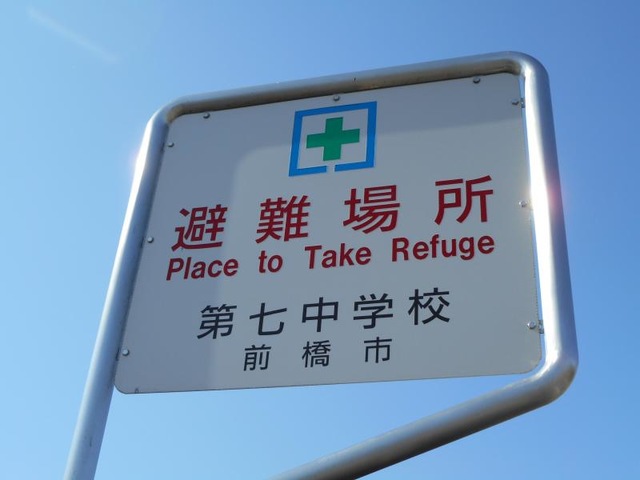 避難場所
Place to Take Refuge
第七中学校
前橋市